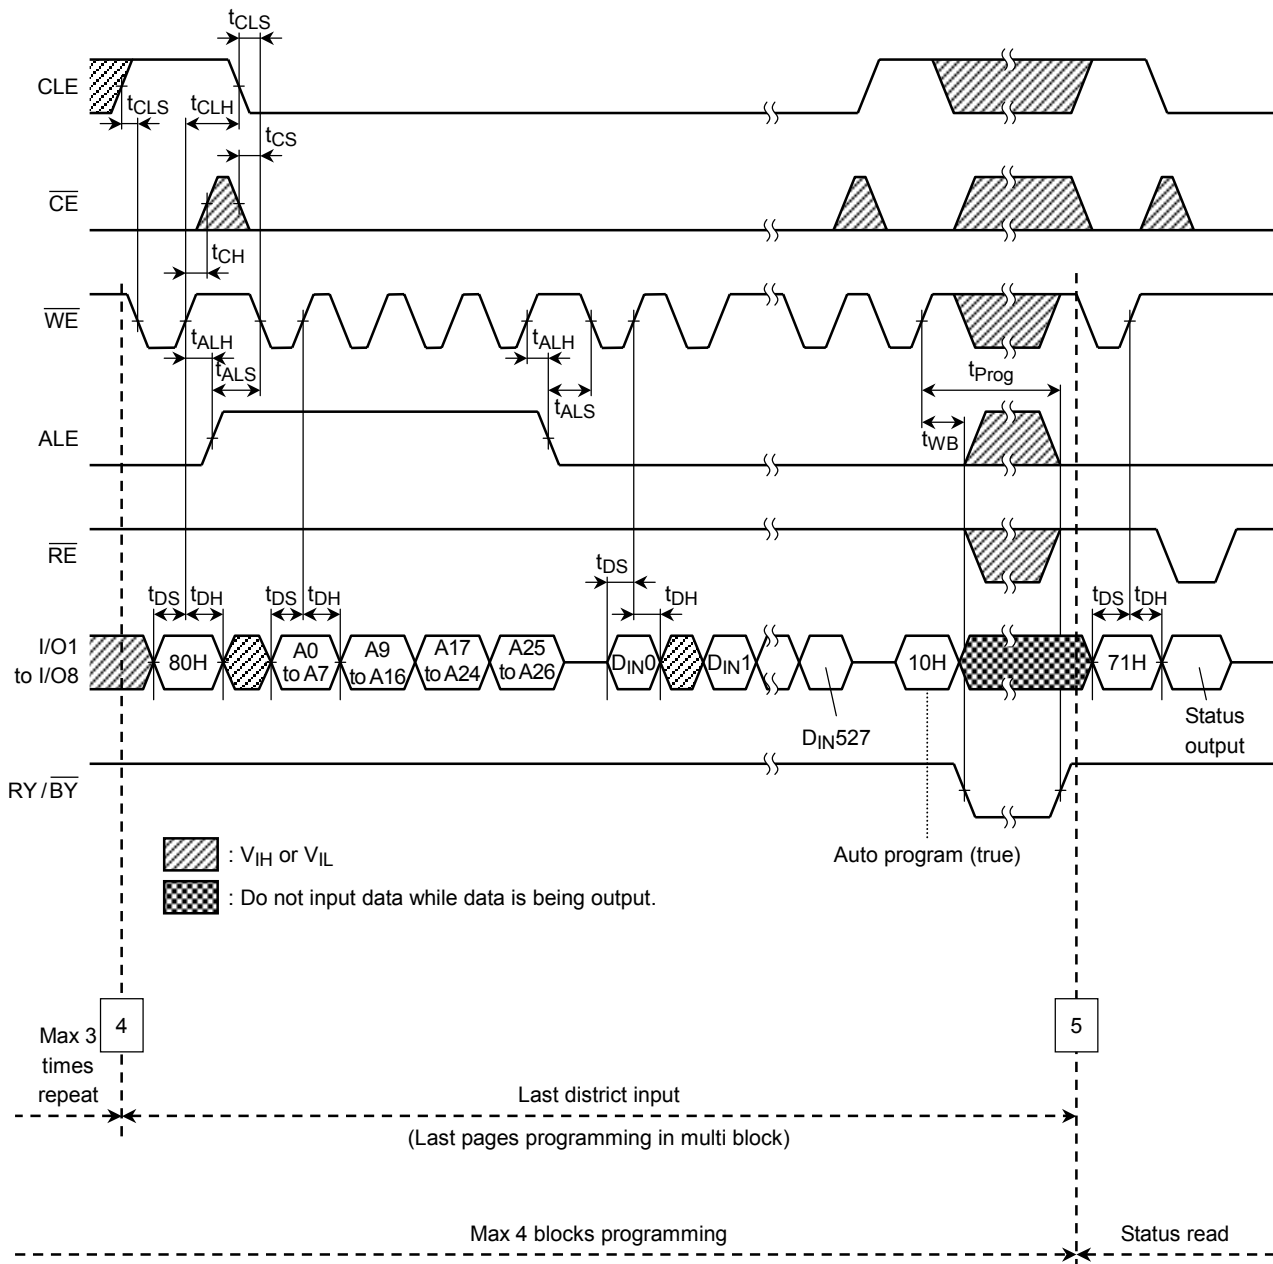 tCLS
CLE
tCLS
tCLH
tCS
CE
tCH
WE
tALH
tALH
tALS
tProg
tALS
ALE
tWB
RE
tDS
tDS
tDH
tDS
tDH
tDH
tDS
tDH
I/O1
to I/O8
80H
A0
to A7
A9
to A16
A17
to A24
A25
to A26
DIN0
DIN1
10H
71H
DIN527
Status
output
RY/BY
: VIH or VIL
Auto program (true)
: Do not input data while data is being output.
Max 3
times
repeat
4
5
Last district input
(Last pages programming in multi block)
Max 4 blocks programming
Status read